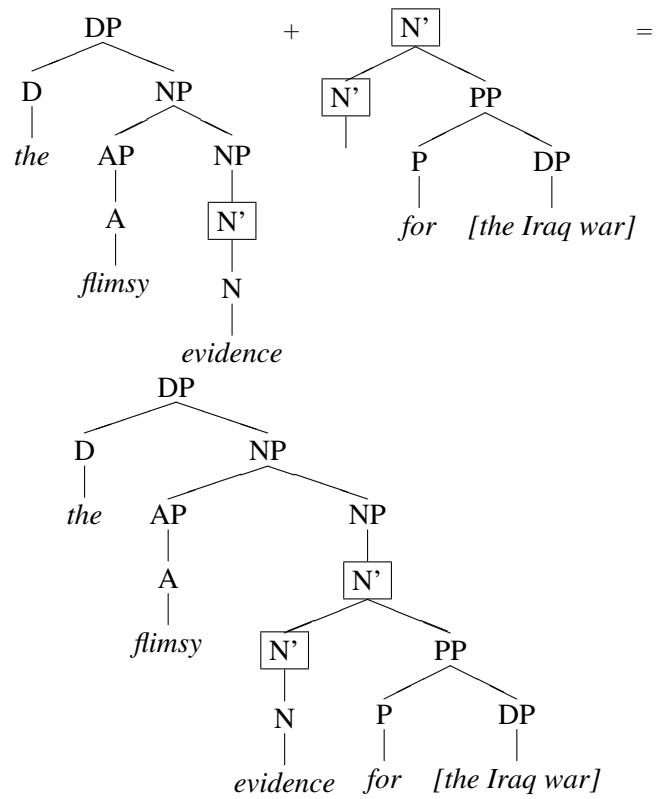 DP + N’ =
D NP N’ PP
the AP NP P DP
A N’ for [the Iraq war]
flimsy N
evidence
DP
D NP
the AP NP
A N’
flimsy N’ PP
N P DP
evidence for [the Iraq war]